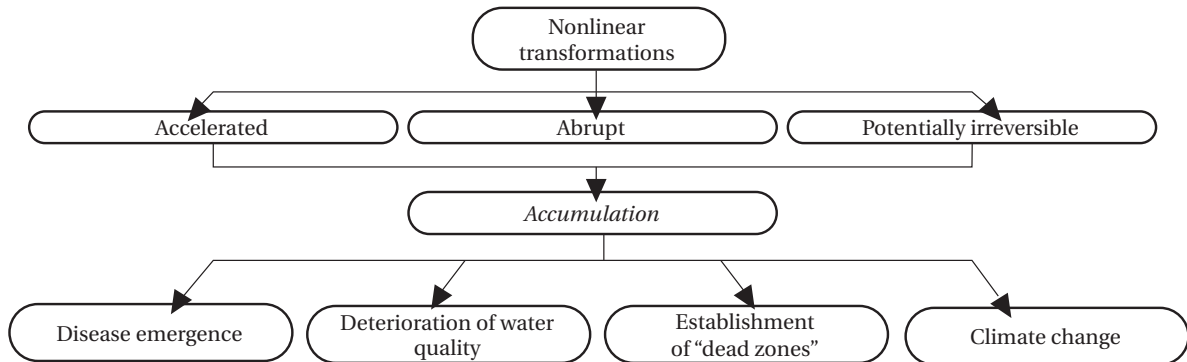 Nonlinear
transformations
Accelerated
Abrupt
Potentially irreversible
Accumulation
Disease emergence
Deterioration of water
quality
Establishment
of “dead zones”
Climate change